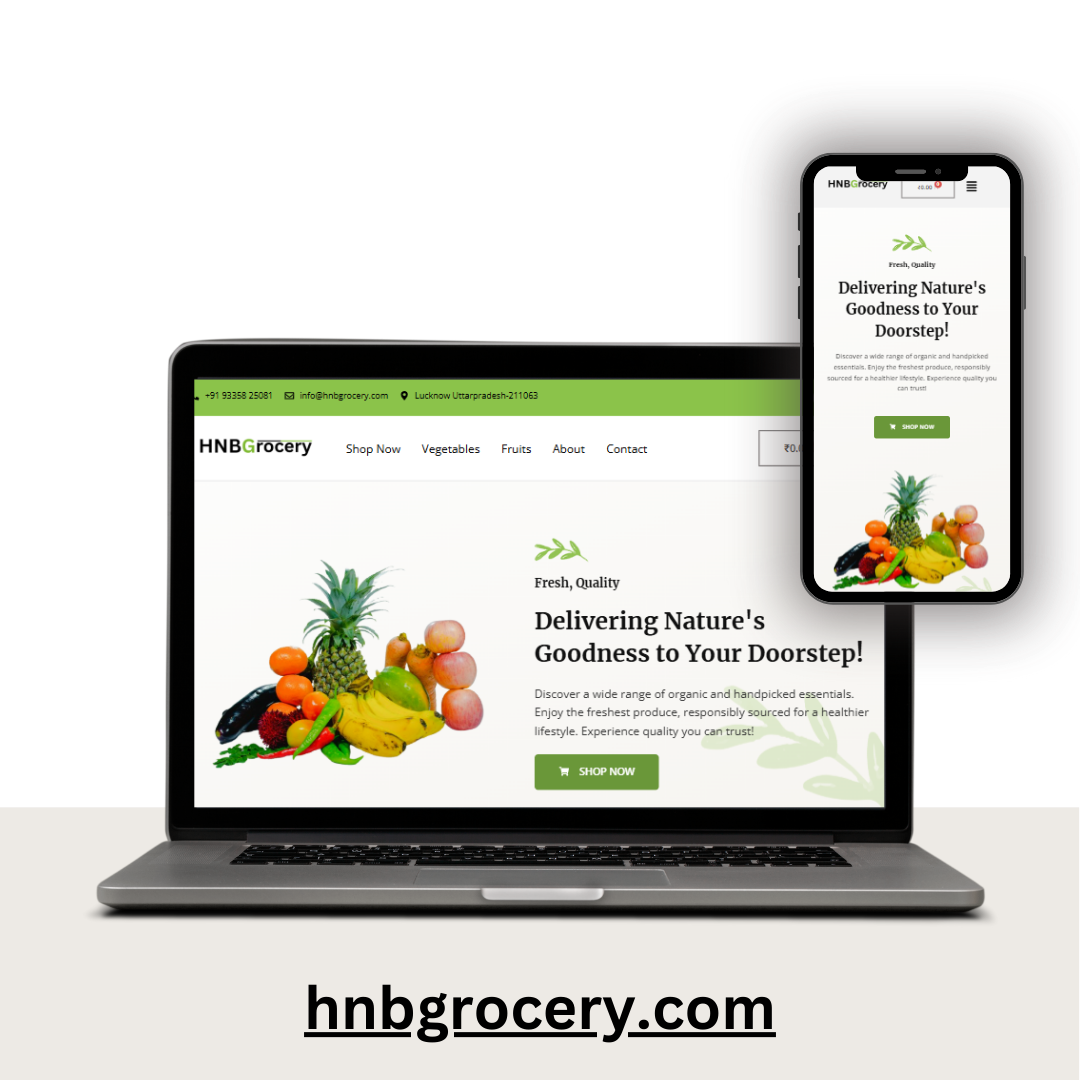 +91 93358 25081 info@hnbgrocery.com Lucknow Uttarpradesh-211063
HNBGrocery Shop Now Vegetables Fruits About Contact
Fresh, Quality
Delivering Nature's
Goodness to Your Doorstep!
Discover a wide range of organic and handpicked essentials.
Enjoy the freshest produce, responsibly sourced for a healthier
lifestyle. Experience quality you can trust!
SHOP NOW
HNBGrocery ₹0.00
Fresh, Quality
Delivering Nature's
Goodness to Your
Doorstep!
Discover a wide range of organic and handpicked
essentials. Enjoy the freshest produce, responsibly
sourced for a healthier lifestyle. Experience quality you
can trust!
SHOP NOW
hnbgrocery.com